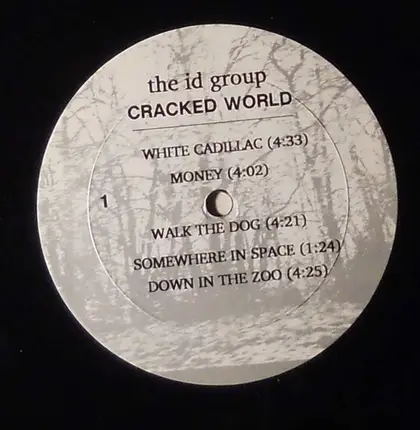 the id group
CRACKED WORLD
WHITE CADILLAC (4:33)
MONEY (4:02)
1
WALK THE DOG (4:21)
SOMEWHERE IN SPACE (1:24)
DOWN IN THE ZOO (4:25)